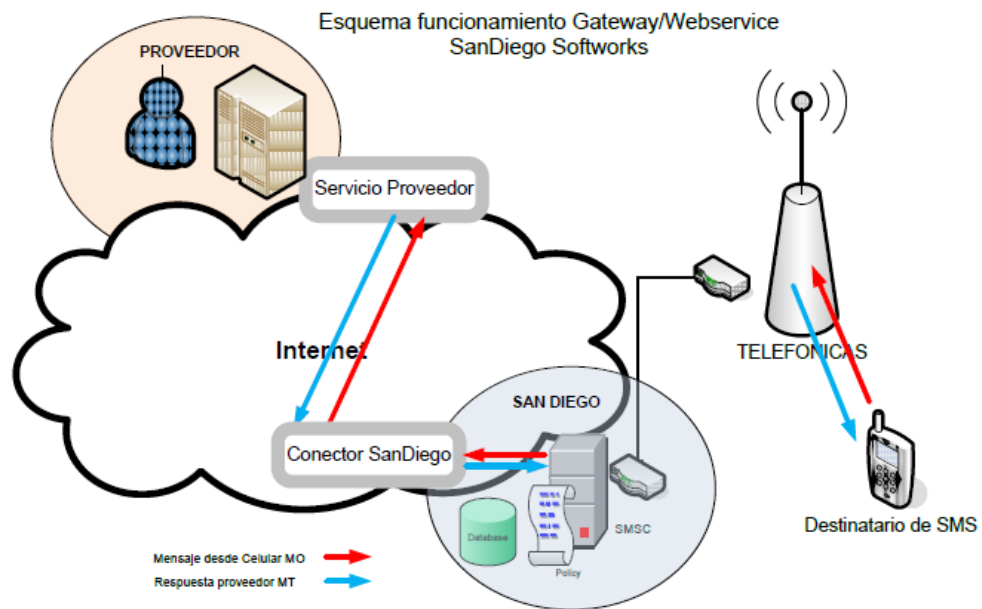 Esquema funcionamiento Gateway/Webservice
SanDiego Softworks
PROVEEDOR
Servicio Proveedor
Internet
TELEFONICAS
SAN DIEGO
Conector SanDiego
Database
Policy
SMSC
Destinatario de SMS
Mensaje desde Celular MO
Respuesta proveedor MT